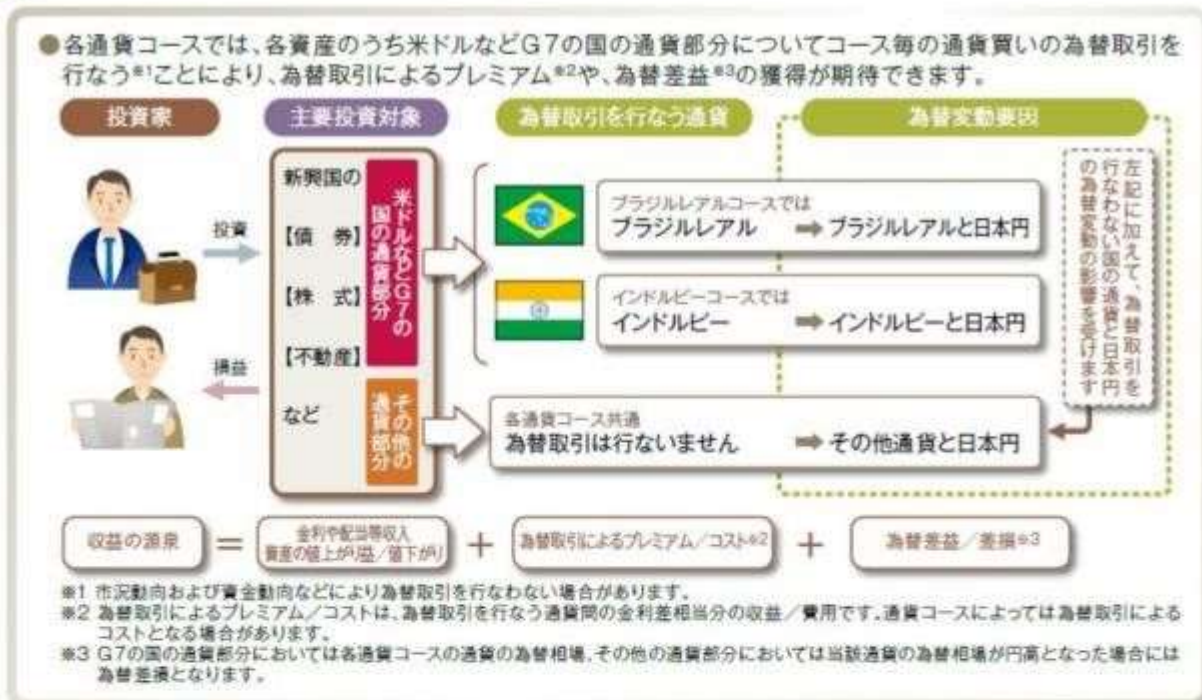 ●各通貨コースでは、各資産のうち米ドルなどG7の国の通貨部分についてコース毎の通貨買いの為替取引を
行なう※1ことにより、為替取引によるプレミアム※2や、為替差益※3の獲得が期待できます。
投資家
主要投資対象
為替取引を行なう通貨
為替変動要因
投資
損益
新興国の
【債 券】
【株 式】
【不動産】
など
米ドルなどG7の
国の通貨部分
その他の
通貨部分
ブラジルレアルコースでは
ブラジルレアル ➡ ブラジルレアルと日本円
インドルピーコースでは
インドルピー ➡ インドルピーと日本円
各通貨コース共通
為替取引は行ないません ➡ その他通貨と日本円
左記に加えて、為替取引を
行なわない国の通貨と日本円
の為替変動の影響を受けます
収益の源泉 = 金利や配当等収入
資産の値上がり益/値下がり
+ 為替取引によるプレミアム/コスト※2 + 為替差益/差損※3
※1 市況動向および資金動向などにより為替取引を行なわない場合があります。
※2 為替取引によるプレミアム/コストは、為替取引を行なう通貨間の金利差相当分の収益/費用です。通貨コースによっては為替取引による
コストとなる場合があります。
※3 G7の国の通貨部分においては各通貨コースの通貨の為替相場、その他の通貨部分においては当該通貨の為替相場が円高となった場合には
為替差損となります。